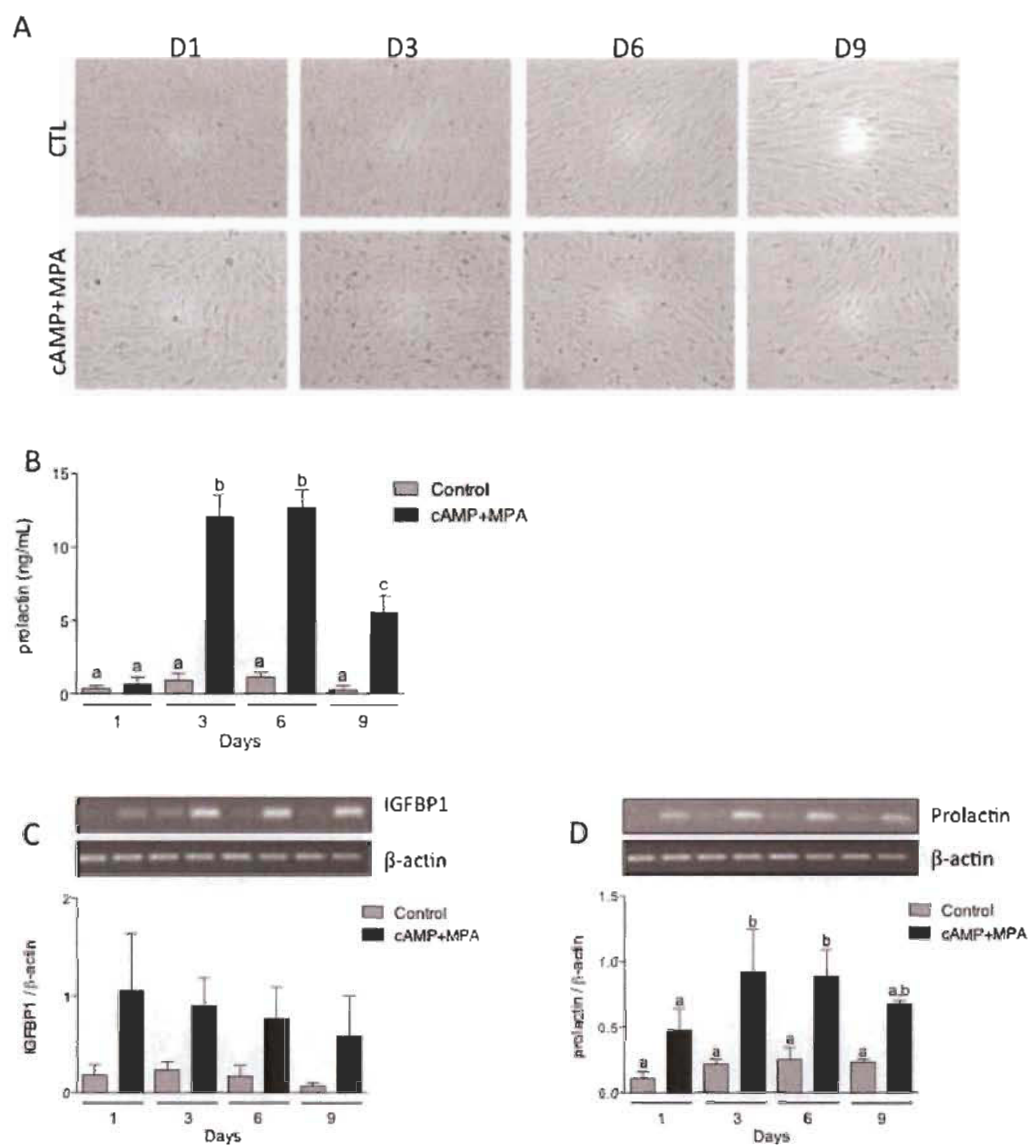 A
D1 D3 D6 D9
CTL
cAMP+MPA
B
15
10
5
0
prolactin (ng/mL)
Control
cAMP+MPA
a a a b a b a c
1 3 6 9
Days
IGFBP1
C
β-actin
2
1
0
IGFBP1 / β-actin
Control
cAMP+MPA
1 3 6 9
Days
Prolactin
D
β-actin
1.5
1.0
0.5
0.0
prolactin / β-actin
Control
cAMP+MPA
a a a b a b a a,b
1 3 6 9
Days